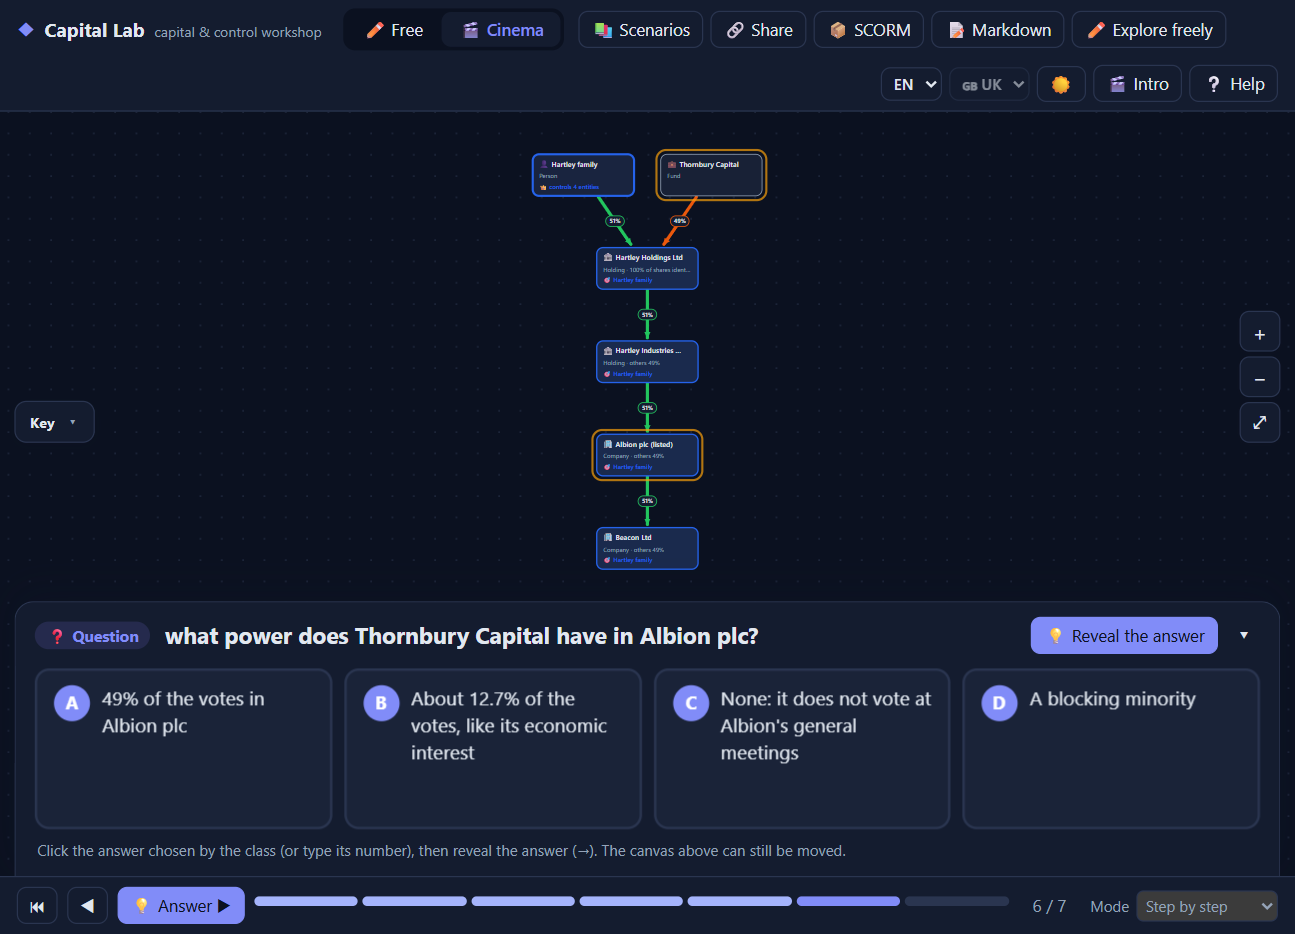 Capital Lab capital & control workshop
Free
Cinema
Scenarios
Share
SCORM
Markdown
Explore freely
EN
GB UK
Intro
Help
Hartley family
Person
controls 4 entities
Thornbury Capital
Fund
51%
49%
Hartley Holdings Ltd
Holding · 100% of shares ident...
Hartley family
51%
Hartley Industries ...
Holding · others 49%
Hartley family
51%
Albion plc (listed)
Company · others 49%
Hartley family
51%
Beacon Ltd
Company · others 49%
Hartley family
Key
+
−
Question
what power does Thornbury Capital have in Albion plc?
Reveal the answer
A
49% of the votes in
Albion plc
B
About 12.7% of the
votes, like its economic
interest
C
None: it does not vote at
Albion's general
meetings
D
A blocking minority
Click the answer chosen by the class (or type its number), then reveal the answer (→). The canvas above can still be moved.
Answer
6 / 7
Mode
Step by step